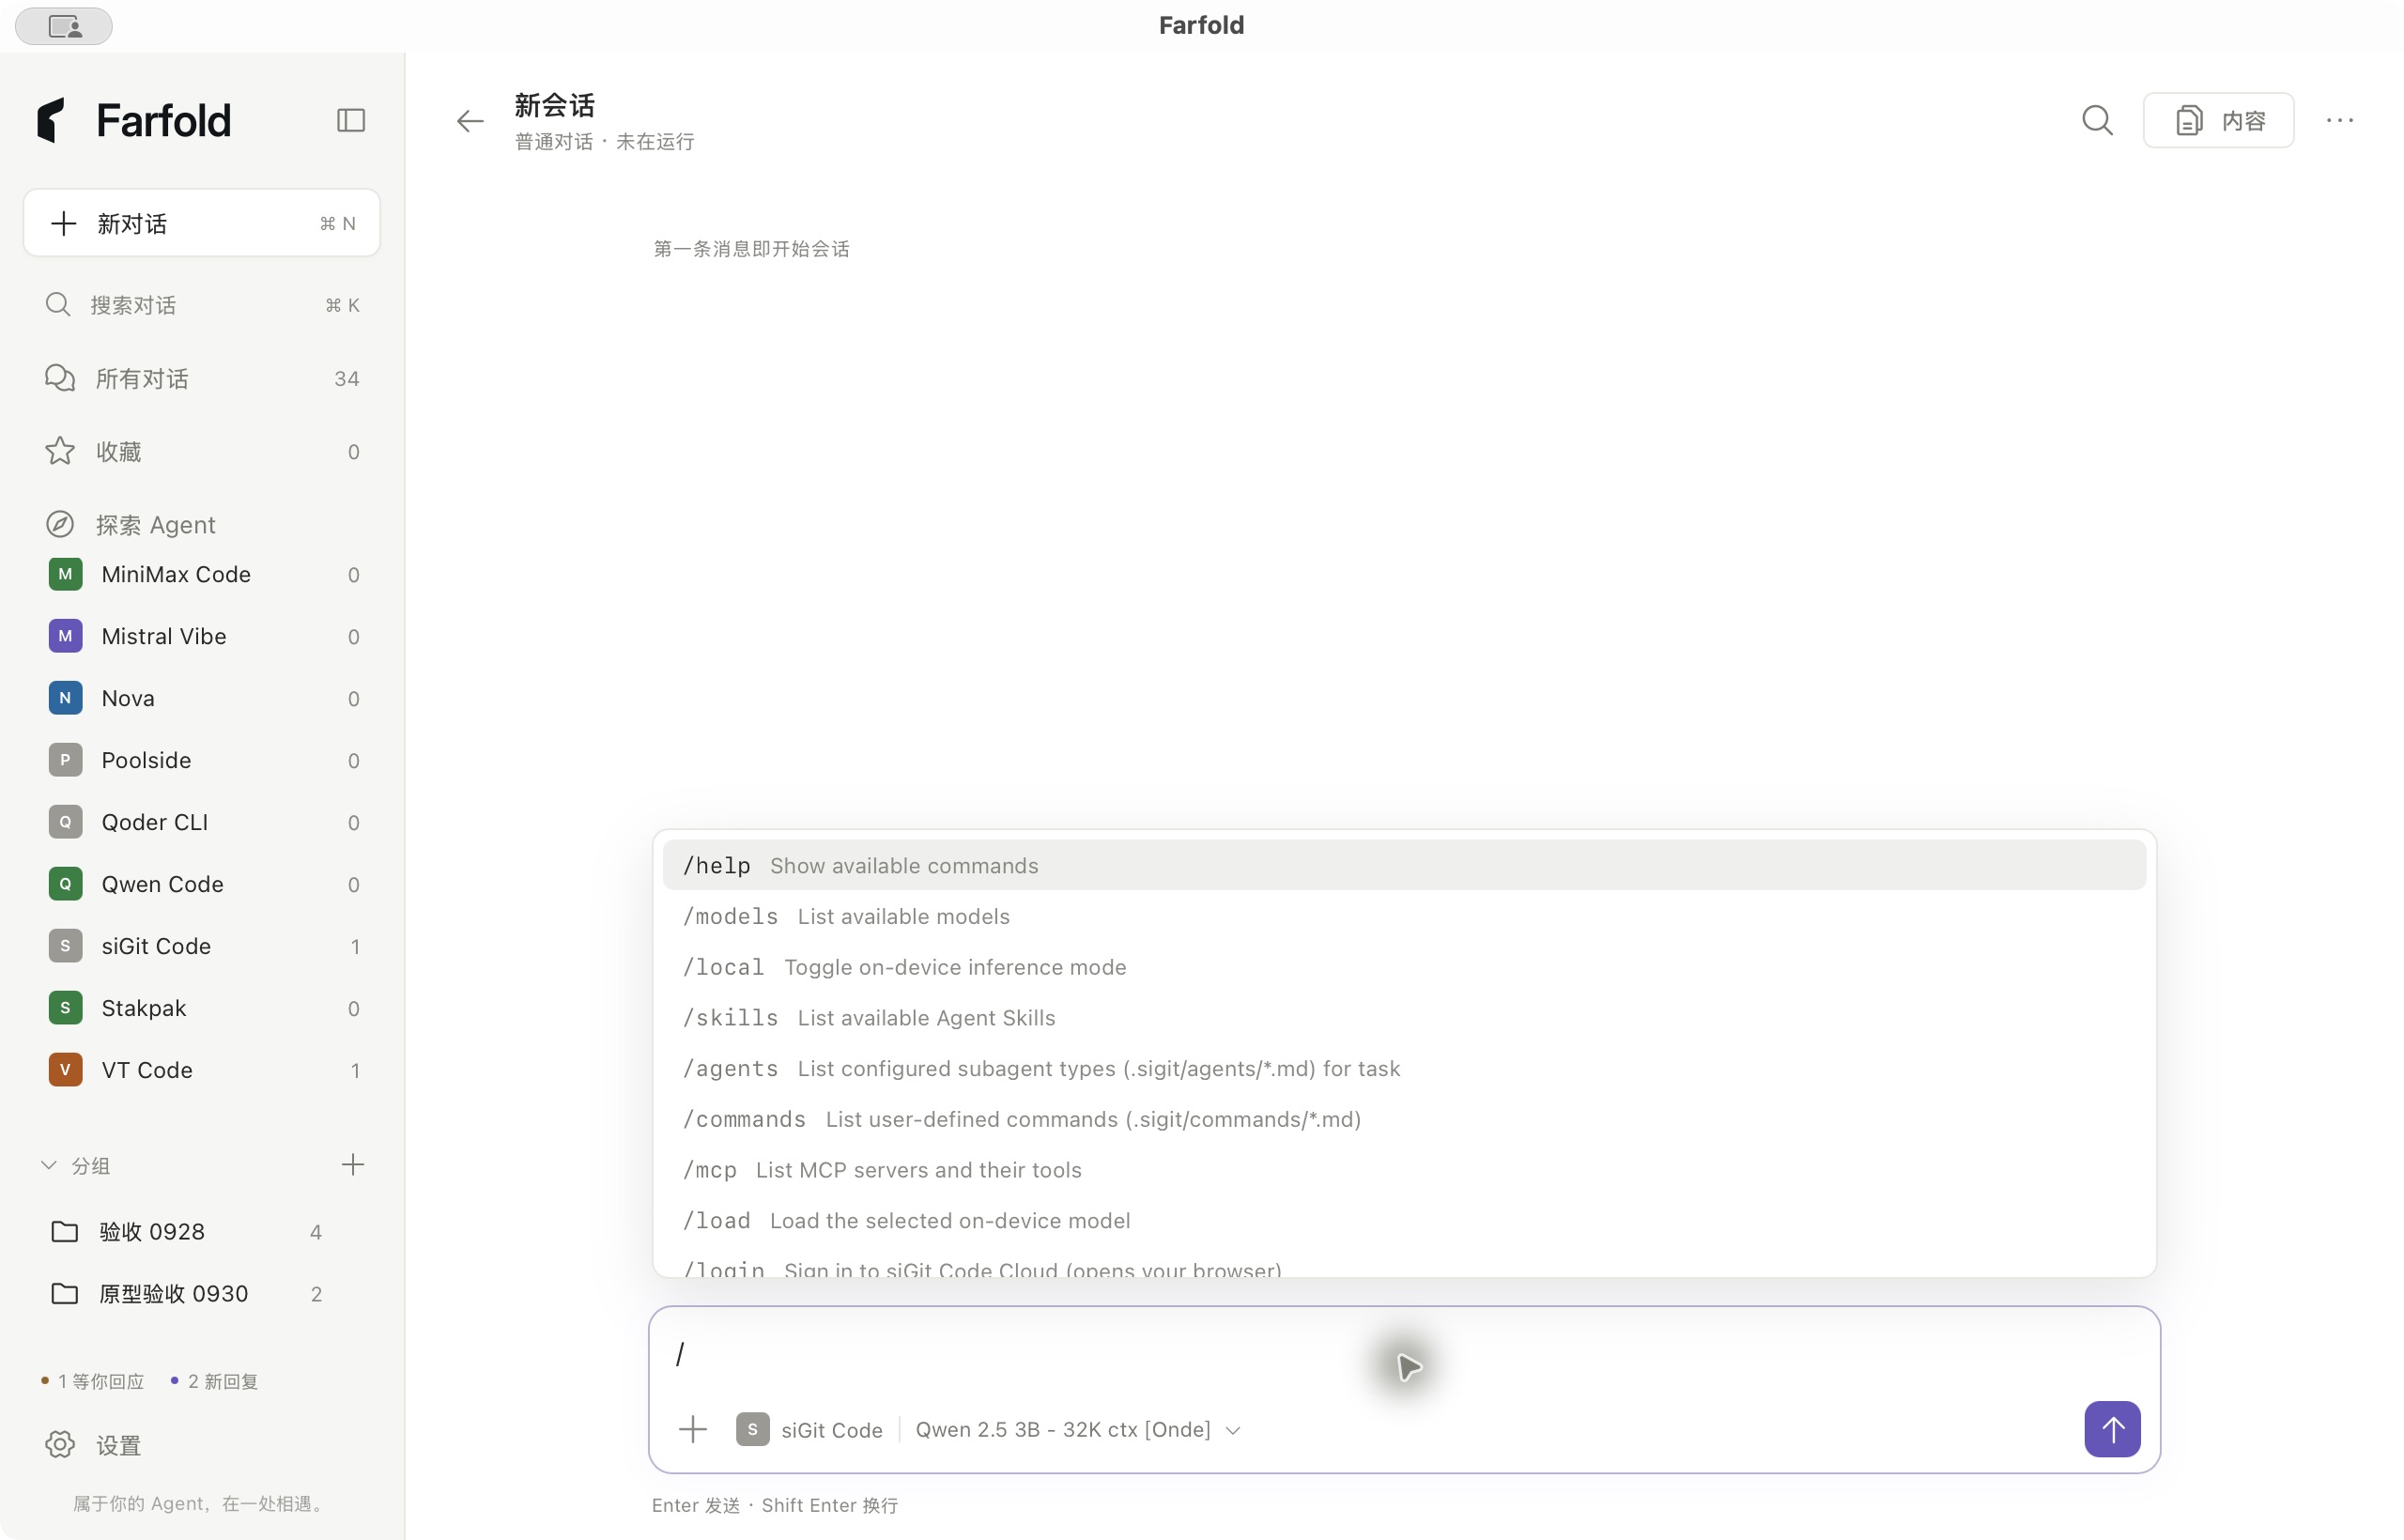 Farfold
Farfold
新对话 ⌘ N
搜索对话 ⌘ K
所有对话 34
收藏 0
探索 Agent
M MiniMax Code 0
M Mistral Vibe 0
N Nova 0
P Poolside 0
Q Qoder CLI 0
Q Qwen Code 0
S siGit Code 1
S Stakpak 0
V VT Code 1
分组
验收 0928 4
原型验收 0930 2
1 等你回应 2 新回复
设置
属于你的 Agent，在一处相遇。
新会话
普通对话 · 未在运行
内容
第一条消息即开始会话
/help Show available commands
/models List available models
/local Toggle on-device inference mode
/skills List available Agent Skills
/agents List configured subagent types (.sigit/agents/*.md) for task
/commands List user-defined commands (.sigit/commands/*.md)
/mcp List MCP servers and their tools
/load Load the selected on-device model
/login Sign in to siGit Code Cloud (opens your browser)
/
S siGit Code Qwen 2.5 3B - 32K ctx [Onde]
Enter 发送 · Shift Enter 换行